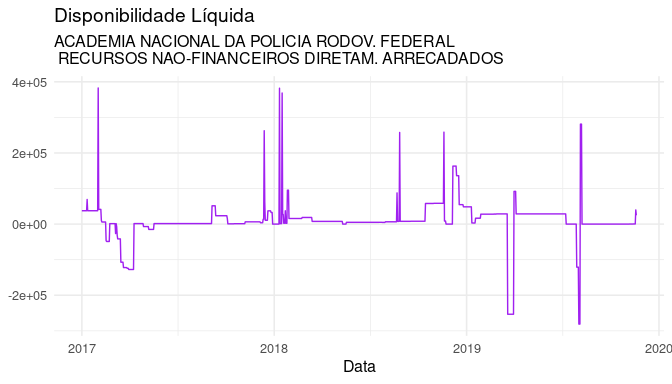 Disponibilidade Líquida
ACADEMIA NACIONAL DA POLICIA RODOV. FEDERAL
RECURSOS NAO-FINANCEIROS DIRETAM. ARRECADADOS
4e+05
2e+05
0e+00
-2e+05
2017 2018 2019 2020
Data